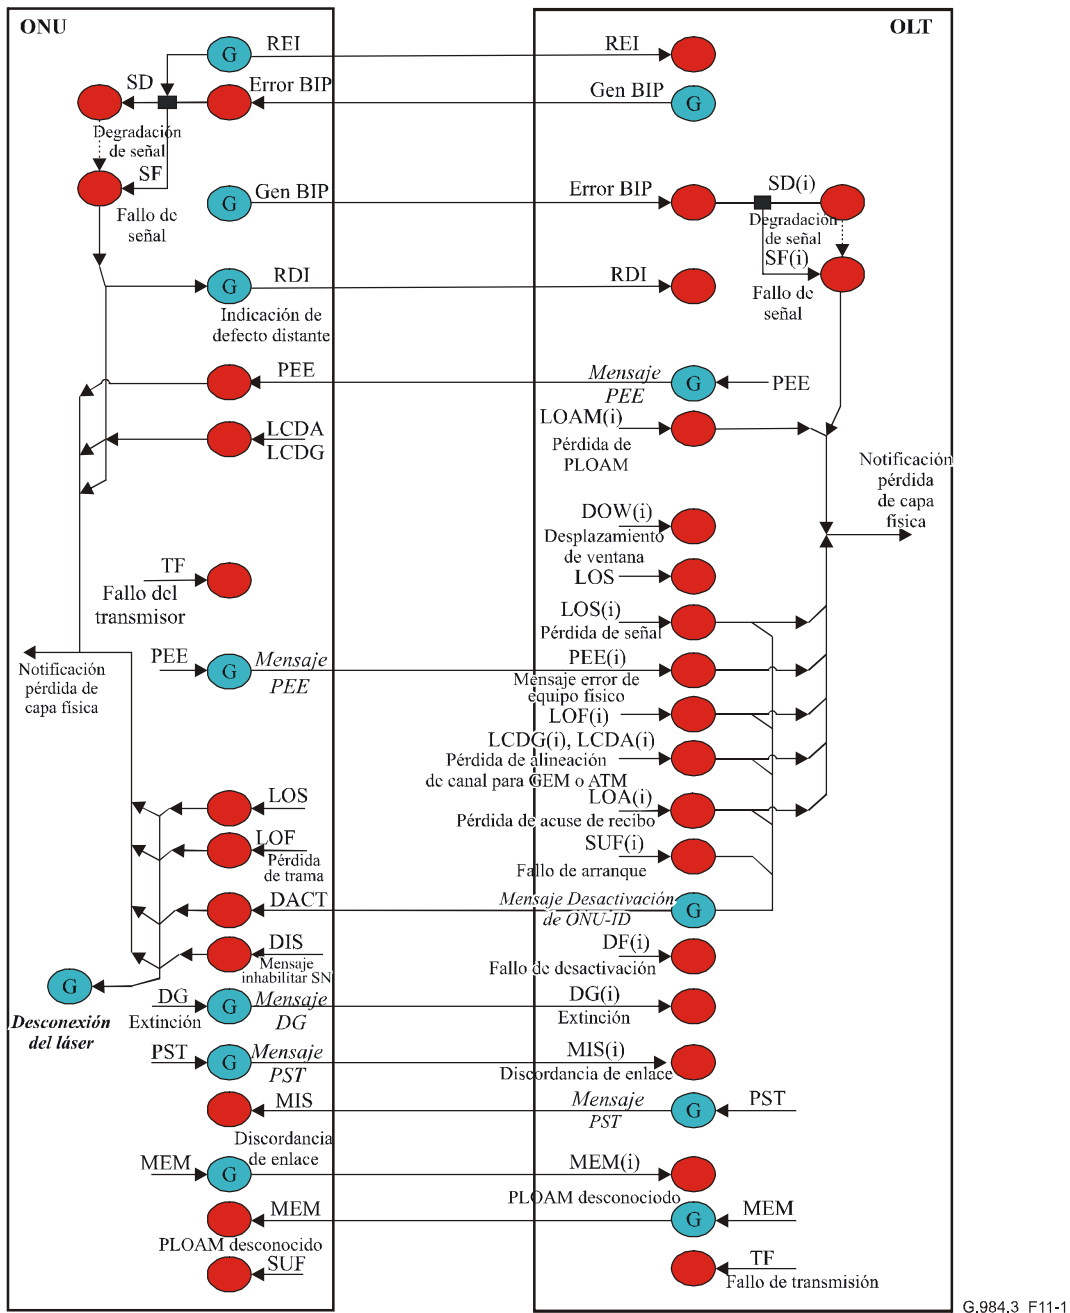 ONU
OLT
G
REI
REI
SD
Error BIP
Gen BIP
G
Degradación
de señal
SF
G
Gen BIP
Error BIP
SD(i)
Fallo de
señal
Degradación
de señal
SF(i)
G
RDI
RDI
Fallo de
señal
Indicación de
defecto distante
PEE
Mensaje
PEE
G
PEE
LCDA
LCDG
LOAM(i)
Pérdida de
PLOAM
Notificación
pérdida
de capa
física
DOW(i)
Desplazamiento
de ventana
TF
Fallo del
transmisor
LOS
LOS(i)
Pérdida de señal
Notificación
pérdida de
capa física
PEE
G
Mensaje
PEE
PEE(i)
Mensaje error de
equipo físico
LOF(i)
LCDG(i), LCDA(i)
Pérdida de alineación
de canal para GEM o ATM
LOS
LOA(i)
Pérdida de acuse de recibo
LOF
Pérdida
de trama
SUF(i)
Fallo de arranque
DACT
Mensaje Desactivación
de ONU-ID
G
DIS
Mensaje
inhabilitar SN
DF(i)
Fallo de desactivación
G
Desconexión
del láser
DG
Extinción
G
Mensaje
DG
DG(i)
Extinción
PST
G
Mensaje
PST
MIS(i)
Discordancia de enlace
MIS
Discordancia
de enlace
Mensaje
PST
G
PST
MEM
G
MEM(i)
PLOAM desconociodo
MEM
PLOAM desconocido
G
MEM
SUF
TF
Fallo de transmisión
G.984.3 F11-1